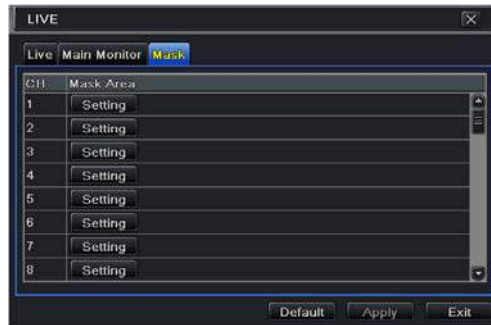 LIVE
Live Main Monitor Mask
CH Mask Area
1 Setting
2 Setting
3 Setting
4 Setting
5 Setting
6 Setting
7 Setting
8 Setting
Default Apply Exit